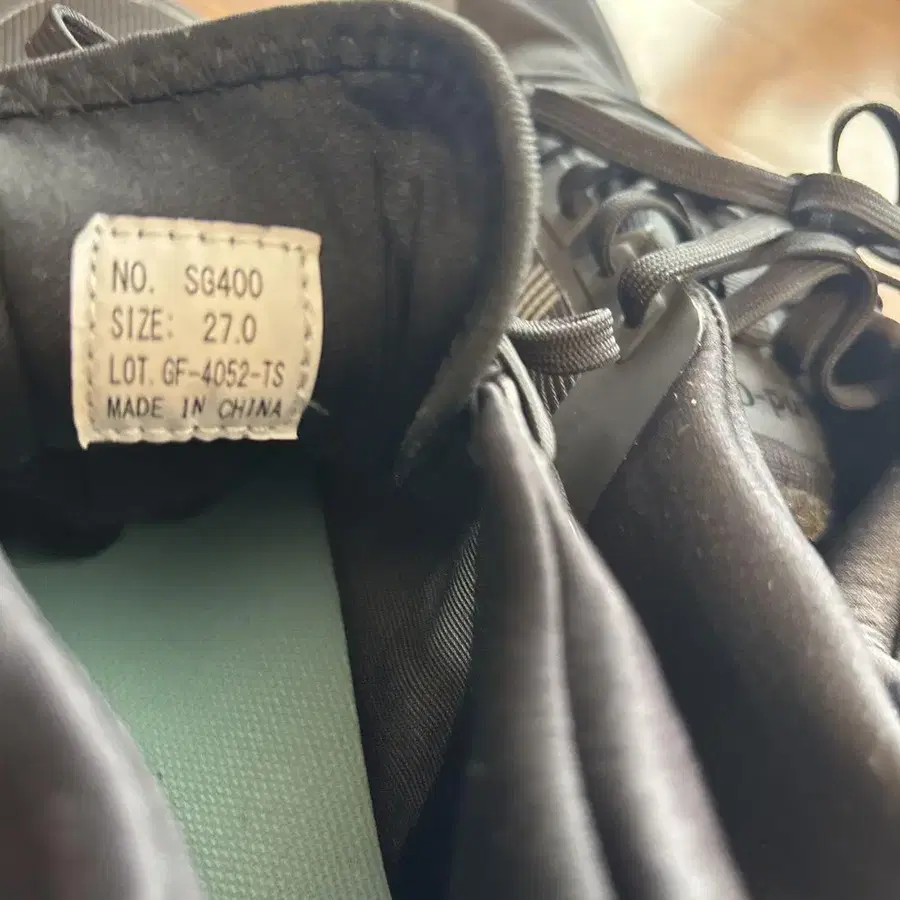 NO. SG400
SIZE: 27.0
LOT. GF-4052-TS
MADE IN CHINA